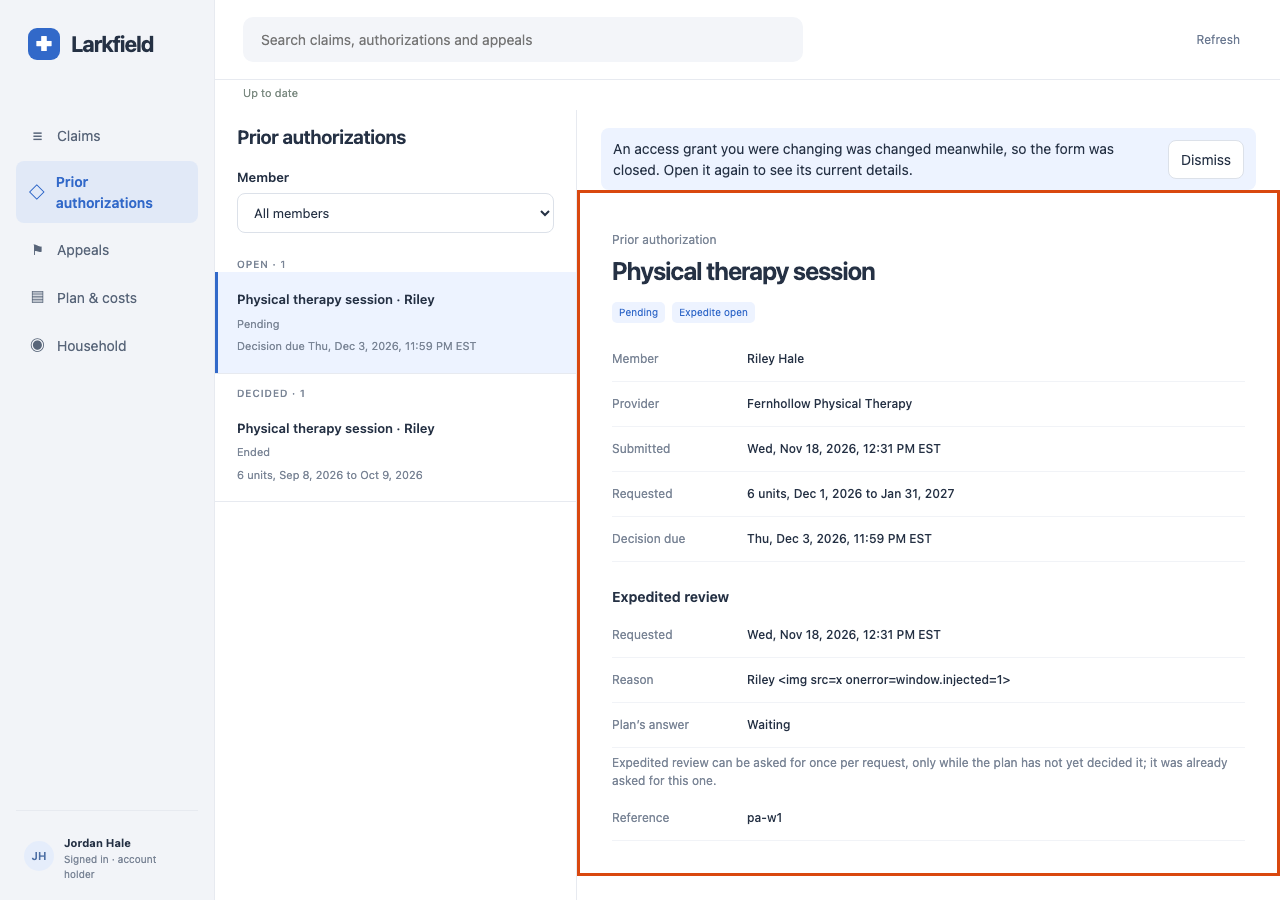 Larkfield
Search claims, authorizations and appeals
Refresh
Claims
Prior
authorizations
Appeals
Plan & costs
Household
Jordan Hale
JH
Signed in · account
holder
Up to date
Prior authorizations
Member
All members
OPEN · 1
Physical therapy session · Riley
Pending
Decision due Thu, Dec 3, 2026, 11:59 PM EST
DECIDED · 1
Physical therapy session · Riley
Ended
6 units, Sep 8, 2026 to Oct 9, 2026
An access grant you were changing was changed meanwhile, so the form was
closed. Open it again to see its current details.
Dismiss
Prior authorization
Physical therapy session
Pending Expedite open
Member Riley Hale
Provider Fernhollow Physical Therapy
Submitted Wed, Nov 18, 2026, 12:31 PM EST
Requested 6 units, Dec 1, 2026 to Jan 31, 2027
Decision due Thu, Dec 3, 2026, 11:59 PM EST
Expedited review
Requested Wed, Nov 18, 2026, 12:31 PM EST
Reason Riley <img src=x onerror=window.injected=1>
Plan's answer Waiting
Expedited review can be asked for once per request, only while the plan has not yet decided it; it was already
asked for this one.
Reference pa-w1